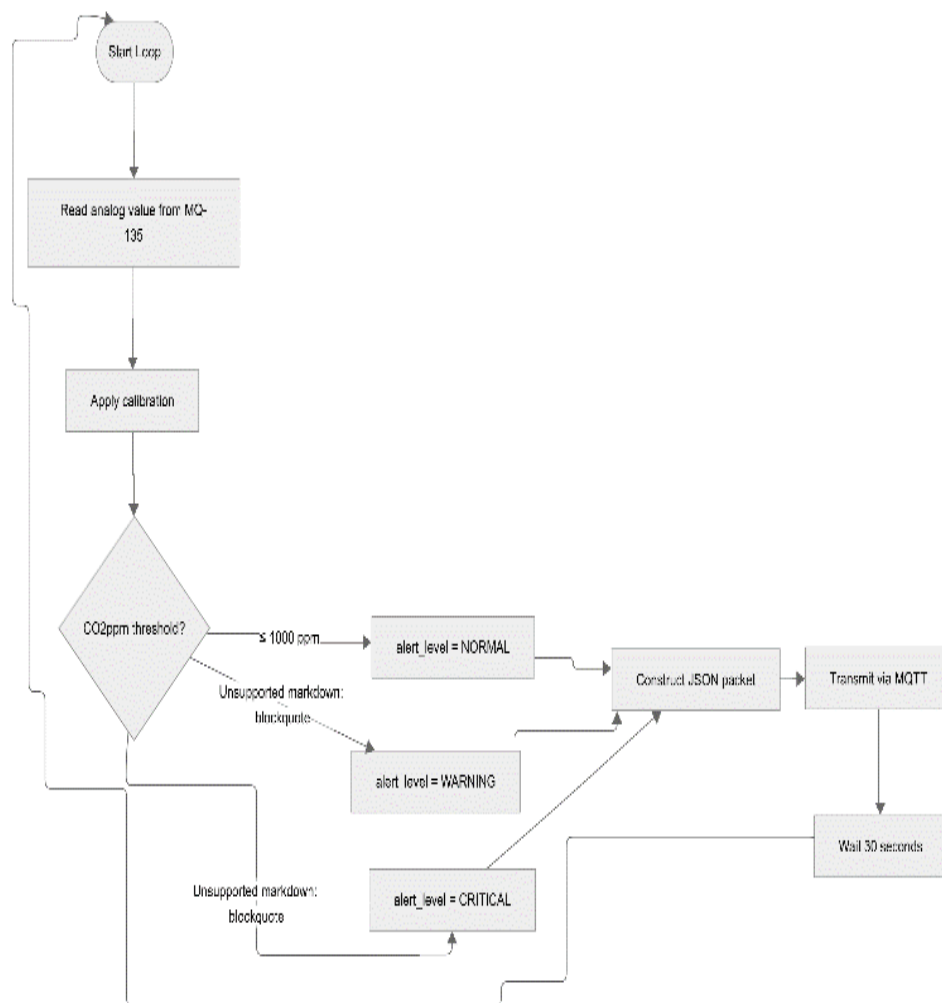 Start Loop
Read analog value from MQ-
135
Apply calibration
CO2ppm threshold?
≤ 1000 ppm
alert_level = NORMAL
Construct JSON packet
Transmit via MQTT
Unsupported markdown:
blockquote
alert_level = WARNING
Wait 30 seconds
Unsupported markdown:
blockquote
alert_level = CRITICAL